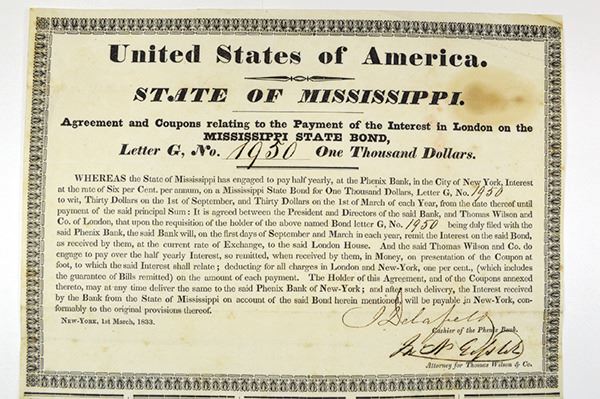 United States of America.
STATE OF MISSISSIPPI.
Agreement and Coupons relating to the Payment of the Interest in London on the
MISSISSIPPI STATE BOND,
Letter G, No. 1950 One Thousand Dollars.
WHEREAS the State of Mississippi has engaged to pay half yearly, at the Phenix Bank, in the City of New York, Interest
at the rate of Six per Cent. per annum, on a Mississippi State Bond for One Thousand Dollars, Letter G, No. 1950
to wit, Thirty Dollars on the 1st of September, and Thirty Dollars on the 1st of March of each Year, from the date thereof until
payment of the said principal Sum: It is agreed between the President and Directors of the said Bank, and Thomas Wilson and
Co. of London, that upon the requisition of the holder of the above named Bond letter G, No. 1950 being duly filed with the
said Phenix Bank, the said Bank will, on the first days of September and March in each year, remit the Interest on the said Bond,
as received by them, at the current rate of Exchange, to the said London House. And the said Thomas Wilson and Co. do
engage to pay over the half yearly Interest, so remitted, when received by them, in Money, on presentation of the Coupon at
foot, to which the said Interest shall relate; deducting for all charges in London and New-York, one per cent., (which includes
the guarantee of Bills remitted) on the amount of each payment. The Holder of this Agreement, and of the Coupons annexed
thereto, may at any time deliver the same to the said Phenix Bank of New-York; and after such delivery, the Interest received
by the Bank from the State of Mississippi on account of the said Bond herein mentioned, will be payable in New-York, con-
formably to the original provisions thereof.
NEW-YORK, 1st March, 1833.
J. Delafield
Cashier of the Phenix Bank.
Attorney for Thomas Wilson & Co.